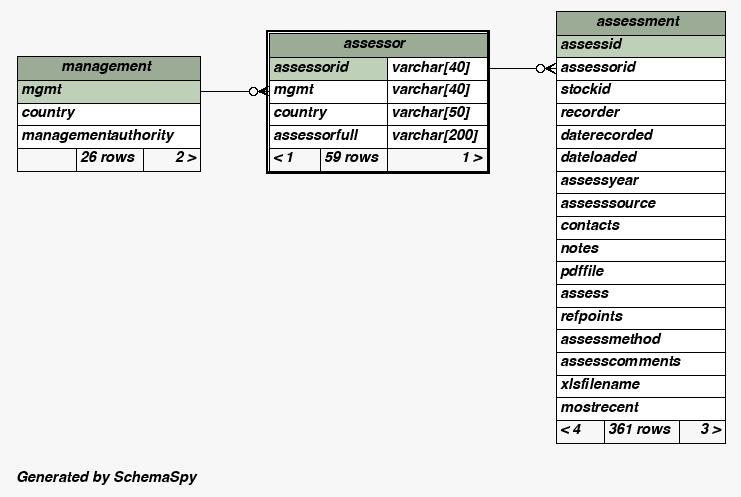 management
mgmt
country
managementauthority
26 rows 2 >
assessor
assessorid varchar[40]
mgmt varchar[40]
country varchar[50]
assessorfull varchar[200]
< 1 59 rows 1 >
assessment
assessid
assessorid
stockid
recorder
daterecorded
dateloaded
assessyear
assesssource
contacts
notes
pdffile
assess
refpoints
assessmethod
assesscomments
xlsfilename
mostrecent
< 4 361 rows 3 >
Generated by SchemaSpy